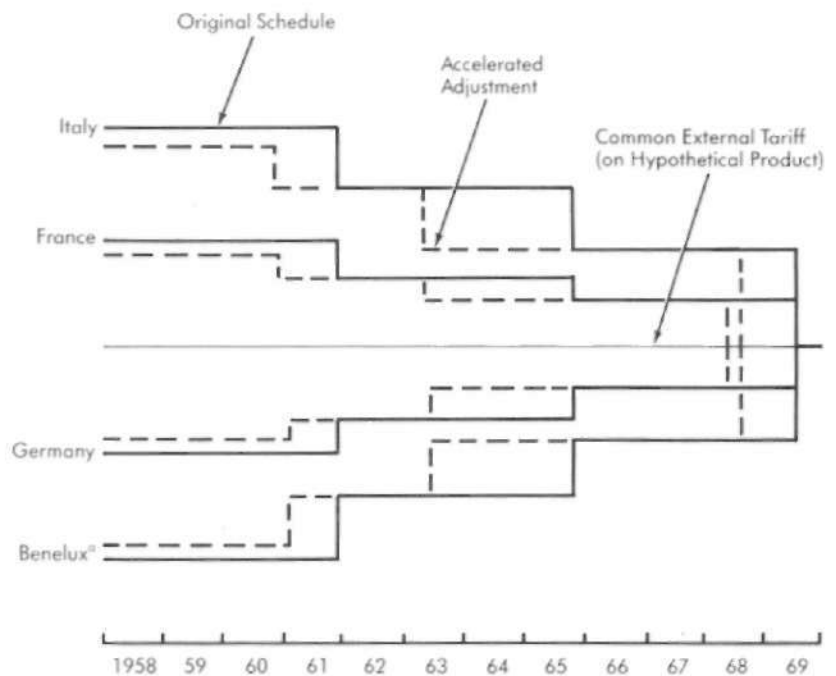 Original Schedule
Accelerated
Adjustment
Italy
Common External Tariff
(on Hypothetical Product)
France
Germany
Beneluxᵃ
1958 59 60 61 62 63 64 65 66 67 68 69